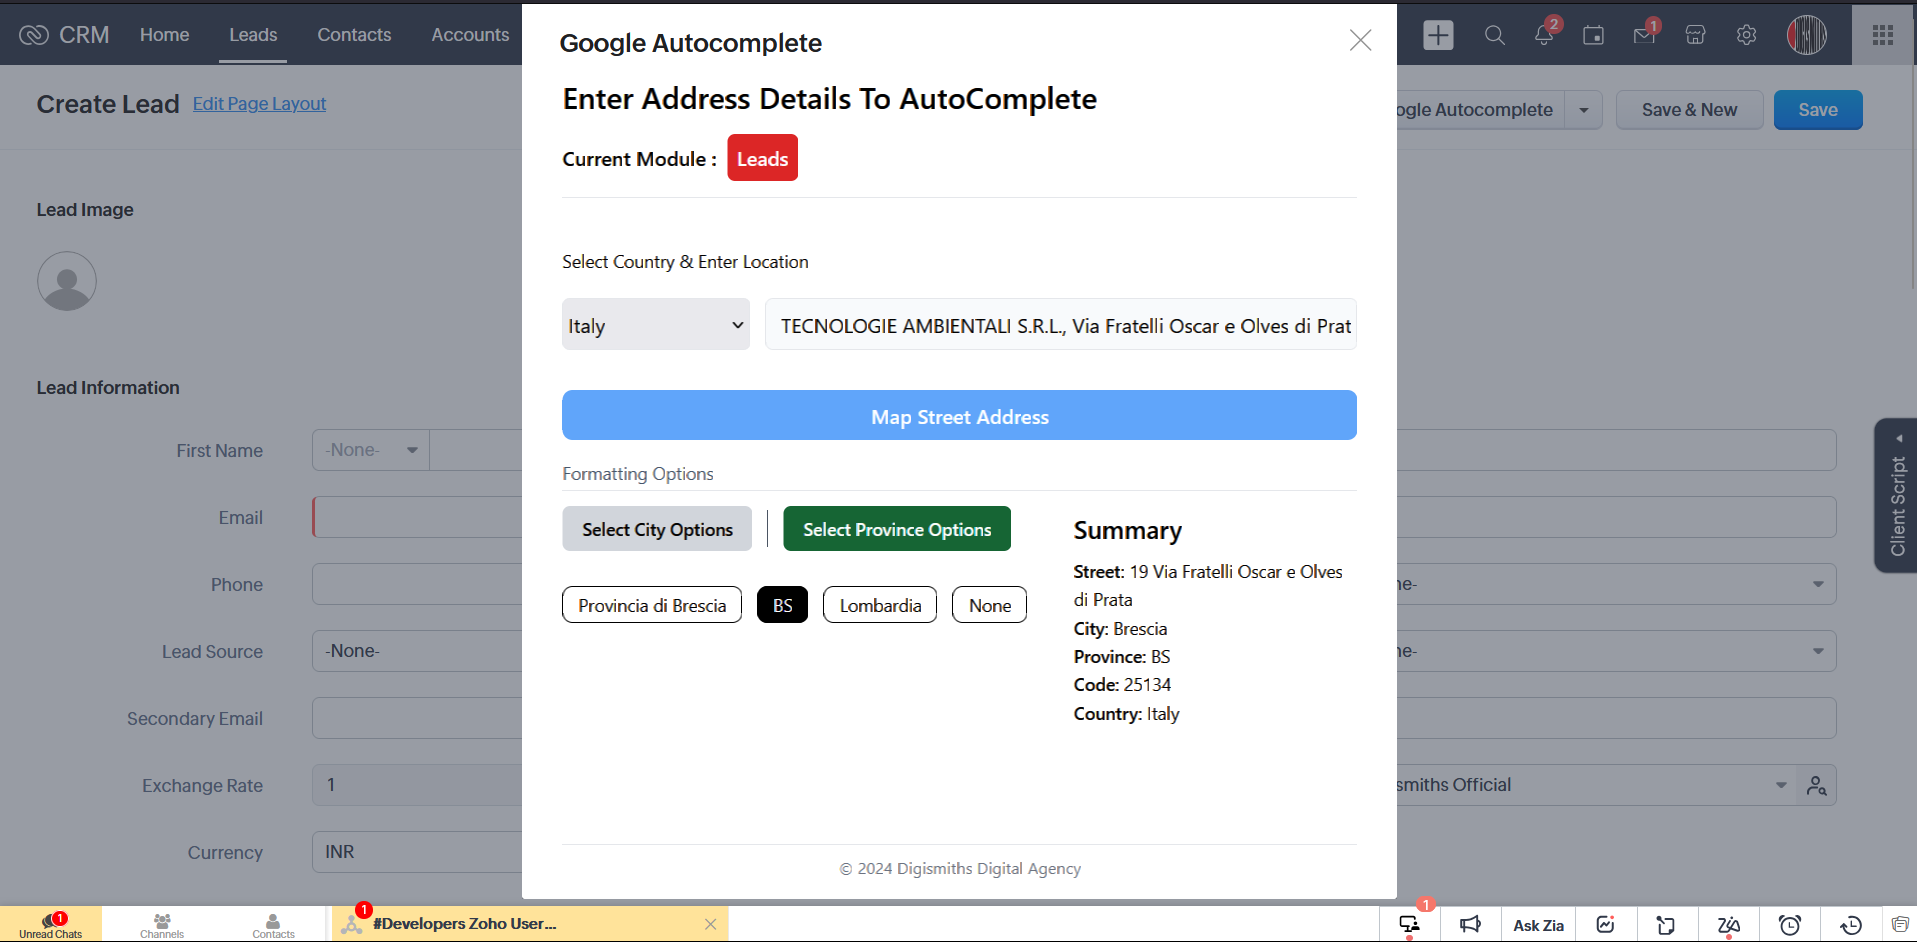 CRM Home Leads Contacts Accounts
2
1
Create Lead Edit Page Layout
ogle Autocomplete Save & New Save
Lead Image
Lead Information
First Name -None-
Email
Phone
Lead Source -None-
Secondary Email
Exchange Rate 1
Currency INR
Google Autocomplete
Enter Address Details To AutoComplete
Current Module : Leads
Select Country & Enter Location
Italy TECNOLOGIE AMBIENTALI S.R.L., Via Fratelli Oscar e Olves di Prat
Map Street Address
Formatting Options
Select City Options Select Province Options
Provincia di Brescia BS Lombardia None
Summary
Street: 19 Via Fratelli Oscar e Olves
di Prata
City: Brescia
Province: BS
Code: 25134
Country: Italy
© 2024 Digismiths Digital Agency
ne-
ne-
smiths Official
Client Script
1
Unread Chats
Channels
Contacts
1
#Developers Zoho User...
1
Ask Zia